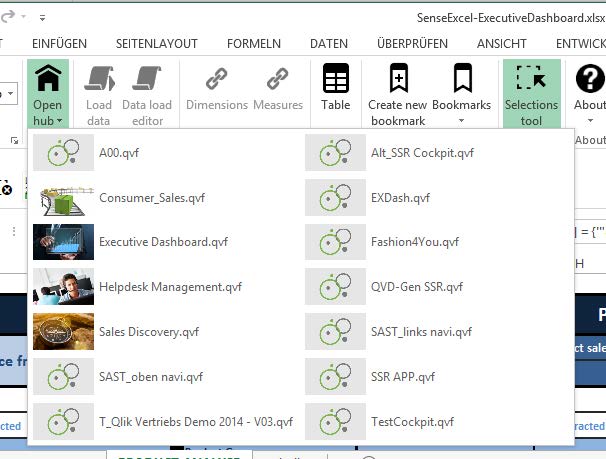 SenseExcel-ExecutiveDashboard.xlsx
EINFÜGEN SEITENLAYOUT FORMELN DATEN ÜBERPRÜFEN ANSICHT ENTWICK
Open hub
Load data
Data load editor
Dimensions
Measures
Table
Create new bookmark
Bookmarks
Selections tool
About
About
A00.qvf
Alt_SSR Cockpit.qvf
Consumer_Sales.qvf
EXDash.qvf
Executive Dashboard.qvf
Fashion4You.qvf
Helpdesk Management.qvf
QVD-Gen SSR.qvf
Sales Discovery.qvf
SAST_links navi.qvf
SAST_oben navi.qvf
SSR APP.qvf
T_Qlik Vertriebs Demo 2014 - V03.qvf
TestCockpit.qvf
] = {"'
H
P
ct sale
ce fr
racted
racted